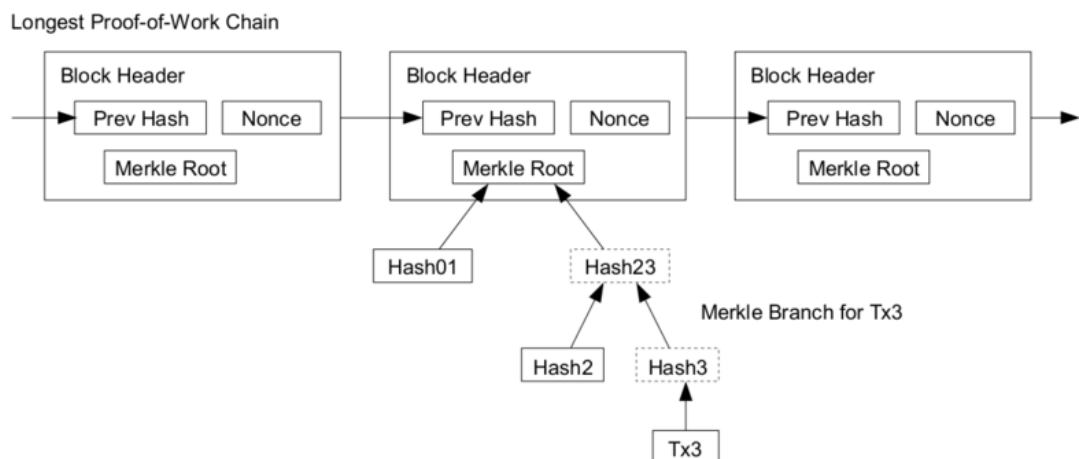 Longest Proof-of-Work Chain
Block Header
Prev Hash
Nonce
Merkle Root
Block Header
Prev Hash
Nonce
Merkle Root
Block Header
Prev Hash
Nonce
Merkle Root
Hash01
Hash23
Merkle Branch for Tx3
Hash2
Hash3
Tx3